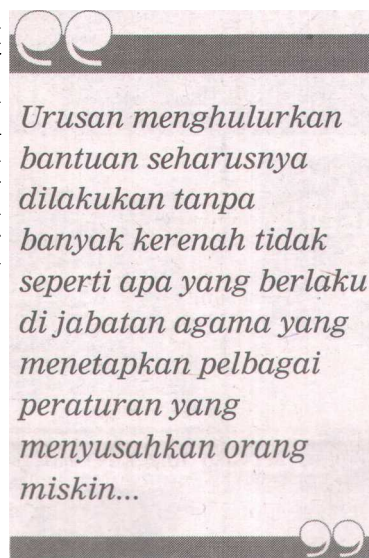 Urusan menghulurkan
bantuan seharusnya
dilakukan tanpa
banyak kerenah tidak
seperti apa yang berlaku
di jabatan agama yang
menetapkan pelbagai
peraturan yang
menyusahkan orang
miskin...